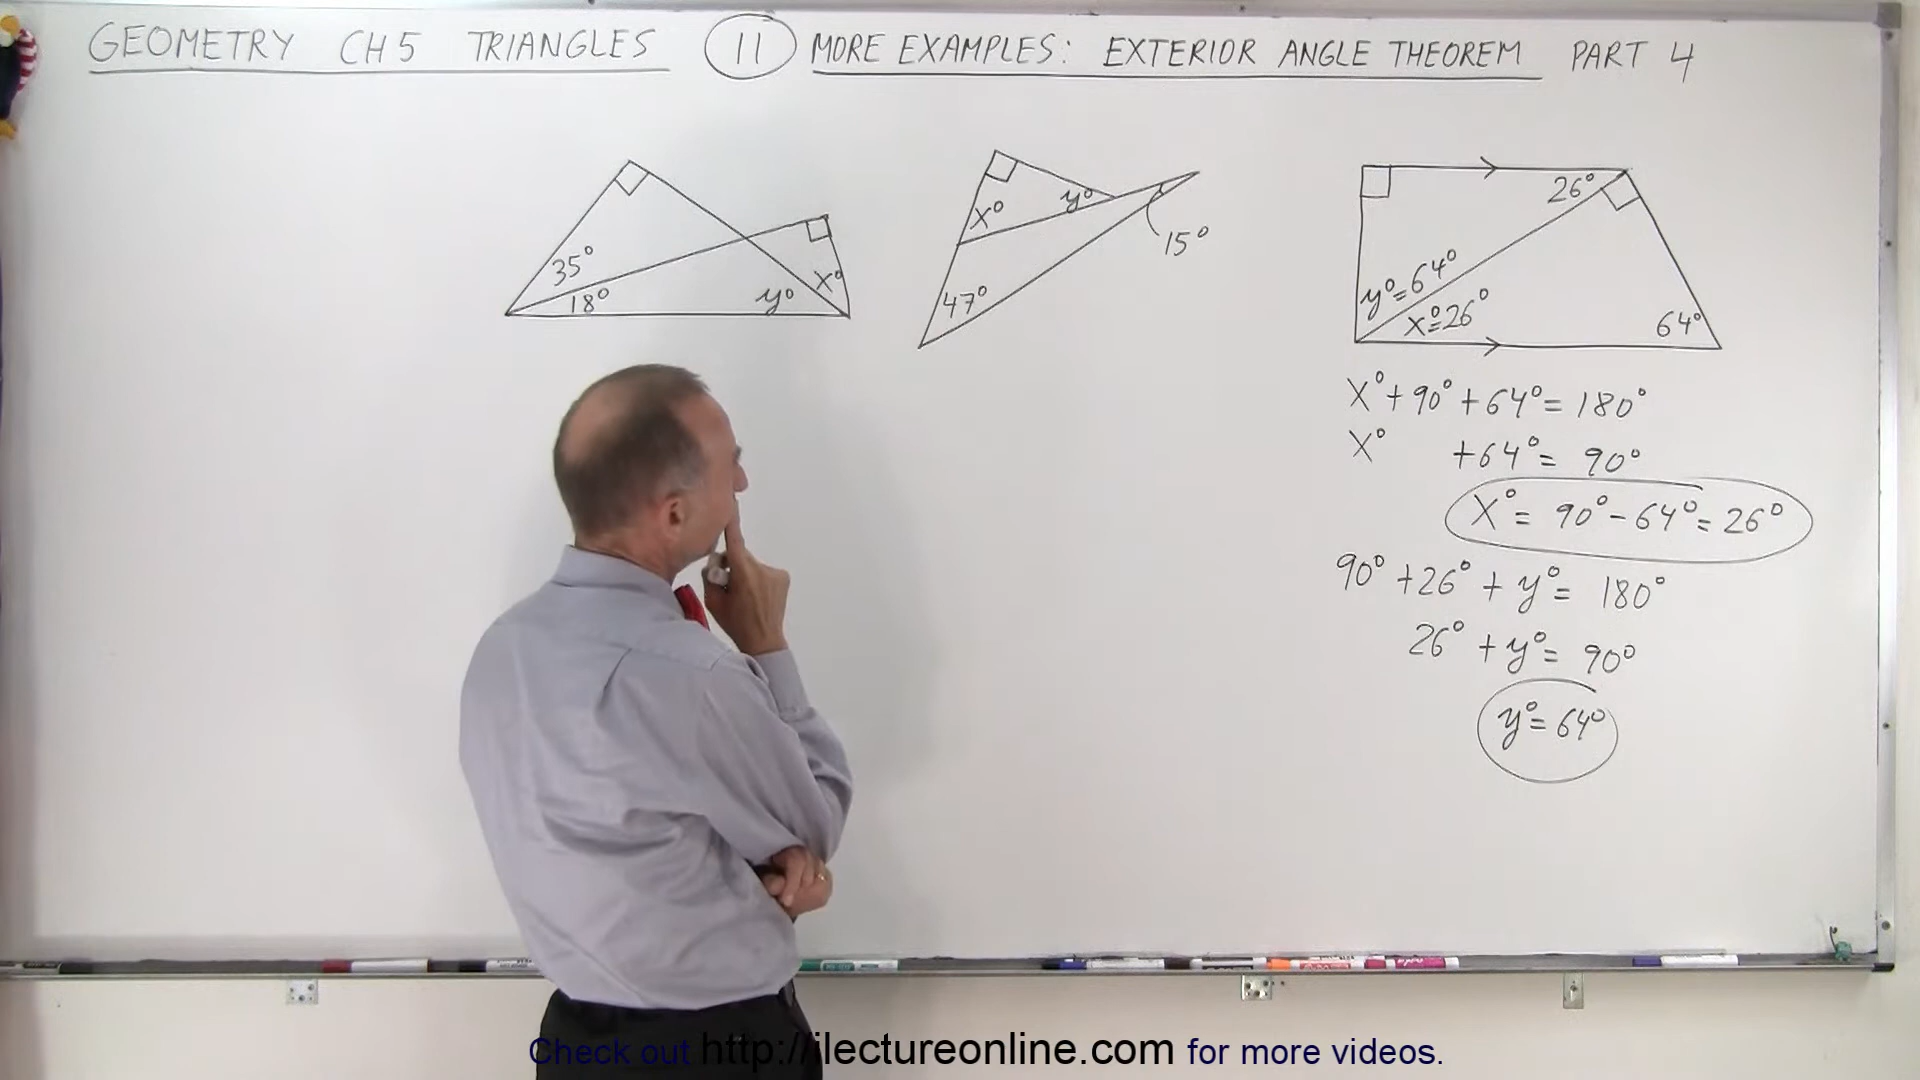 GEOMETRY CH 5 TRIANGLES 11 MORE EXAMPLES: EXTERIOR ANGLE THEOREM PART 4
35°
18°
y°
x°
x°
y°
15°
47°
26°
y°=64°
x°=26°
64°
x° + 90° + 64° = 180°
x° + 64° = 90°
x° = 90° - 64° = 26°
90° + 26° + y° = 180°
26° + y° = 90°
y° = 64°
Check out http://ilectureonline.com for more videos.